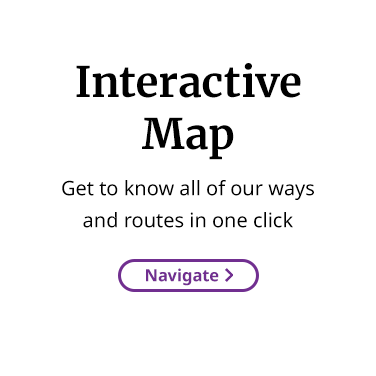 Interactive
Map
Get to know all of our ways
and routes in one click
Navigate